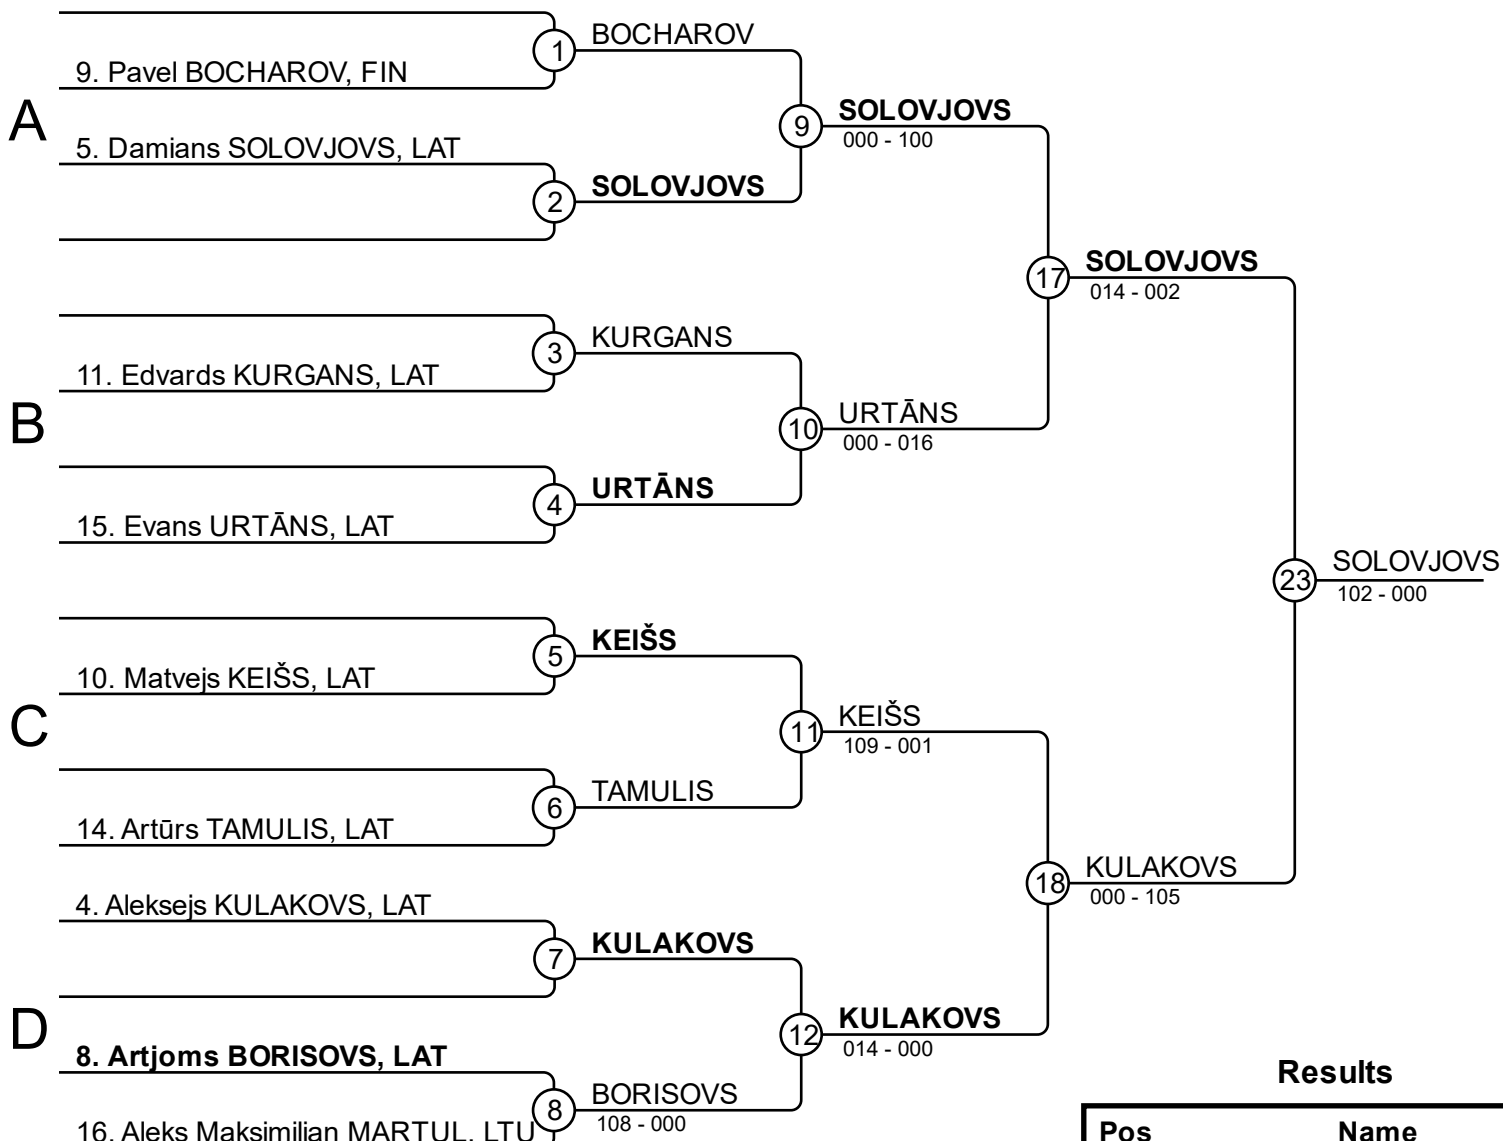 1
BOCHAROV
9. Pavel BOCHAROV, FIN
A
9
SOLOVJOVS
000 - 100
5. Damians SOLOVJOVS, LAT
2
SOLOVJOVS
17
SOLOVJOVS
014 - 002
3
KURGANS
11. Edvards KURGANS, LAT
B
10
URTĀNS
000 - 016
4
URTĀNS
15. Evans URTĀNS, LAT
23
SOLOVJOVS
102 - 000
5
KEIŠS
10. Matvejs KEIŠS, LAT
C
11
KEIŠS
109 - 001
6
TAMULIS
14. Artūrs TAMULIS, LAT
18
KULAKOVS
000 - 105
4. Aleksejs KULAKOVS, LAT
7
KULAKOVS
D
12
KULAKOVS
014 - 000
8. Artjoms BORISOVS, LAT
8
BORISOVS
108 - 000
16. Aleks Maksimilian MARTUL, LTU
Results
Pos Name